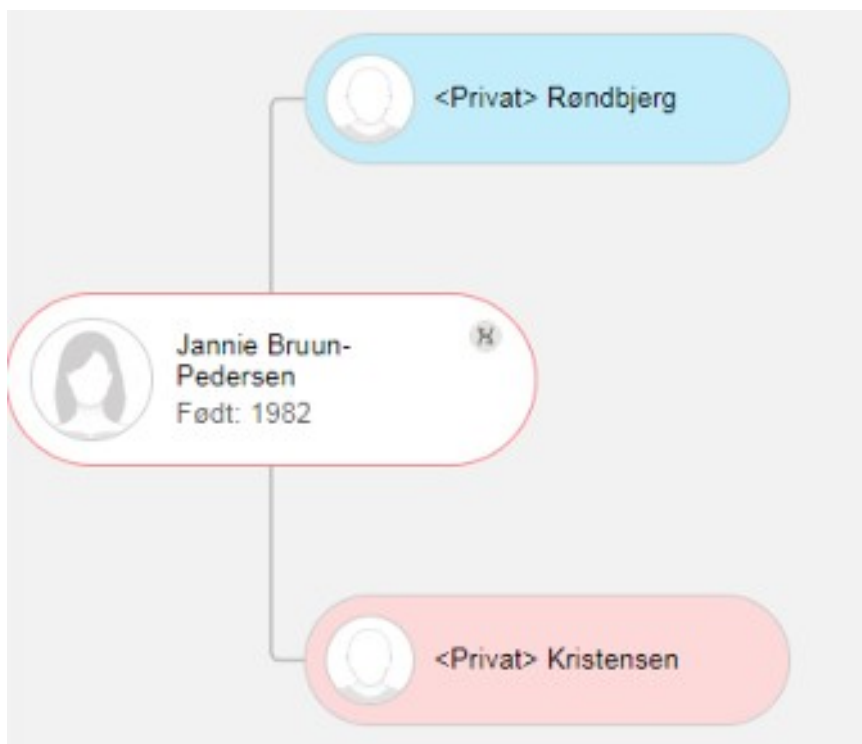 <Privat> Røndbjerg
Jannie Bruun-
Pedersen
Født: 1982
<Privat> Kristensen